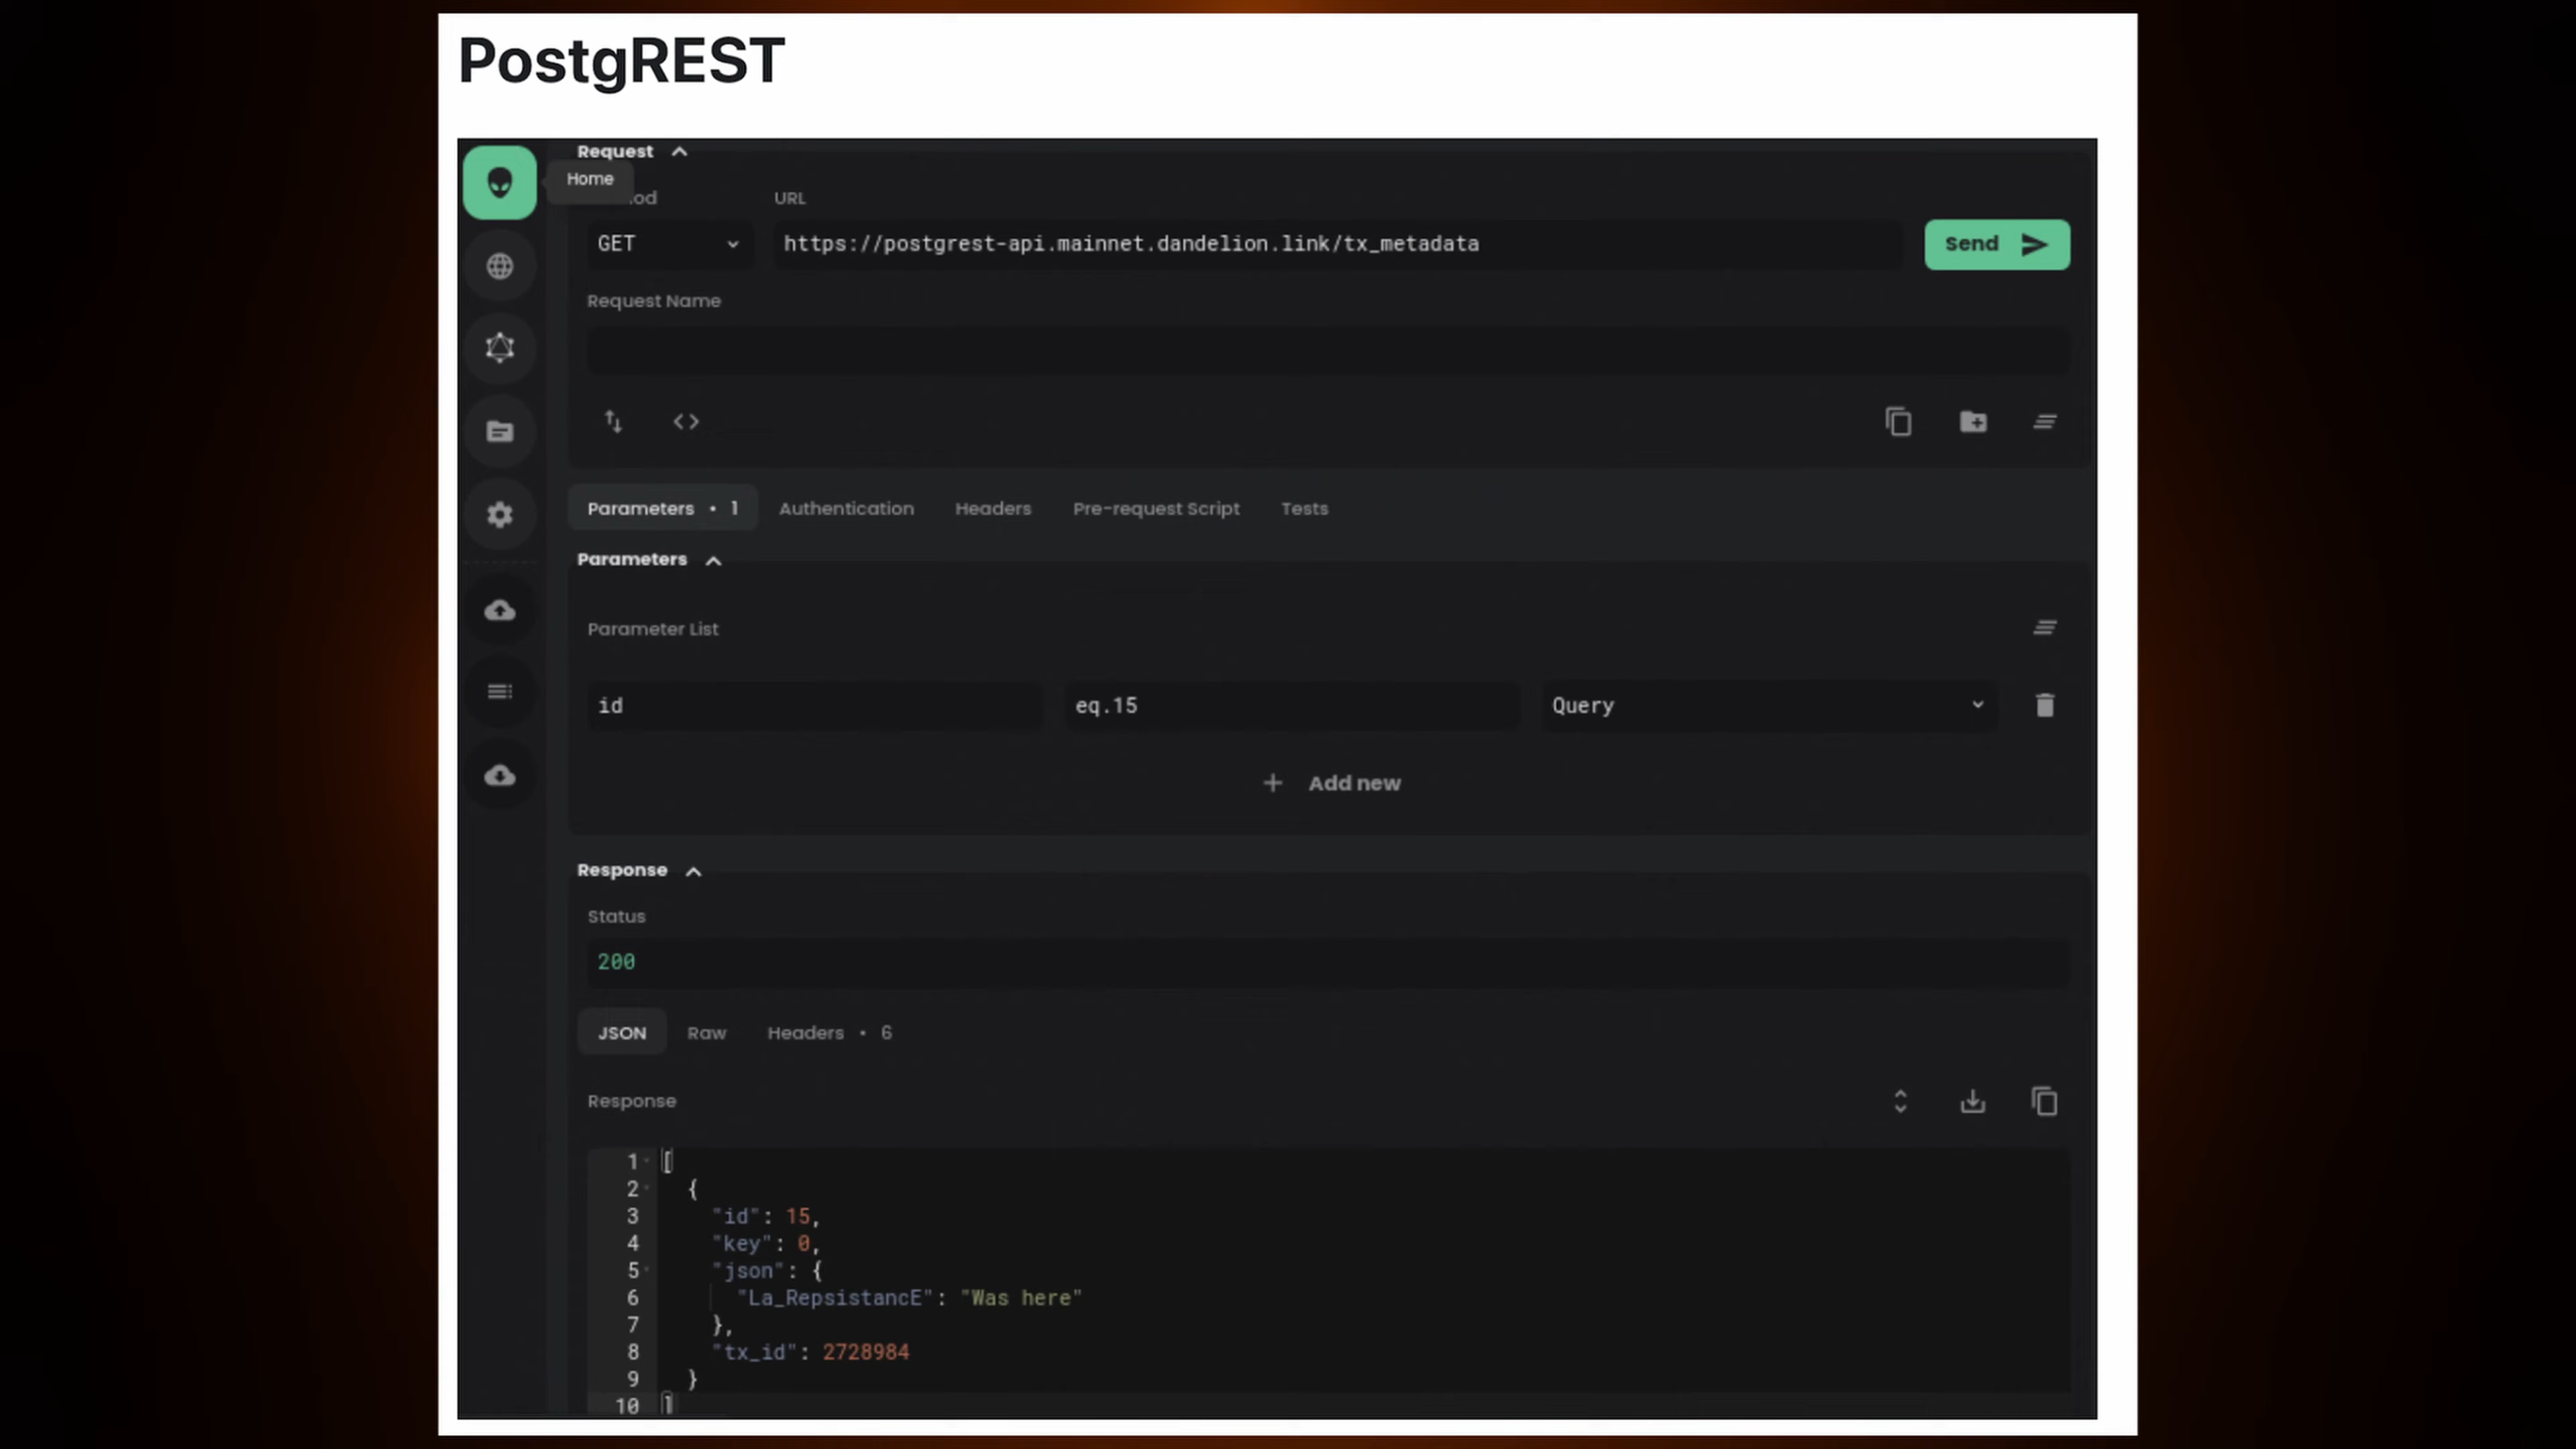 PostgREST
Request
Home
od
URL
GET
https://postgrest-api.mainnet.dandelion.link/tx_metadata
Send
Request Name
Parameters • 1
Authentication
Headers
Pre-request Script
Tests
Parameters
Parameter List
id
eq.15
Query
Add new
Response
Status
200
JSON
Raw
Headers • 6
Response
1 [
2 {
3 "id": 15,
4 "key": 0,
5 "json": {
6 "La_RepsistancE": "Was here"
7 },
8 "tx_id": 2728984
9 }
10 ]